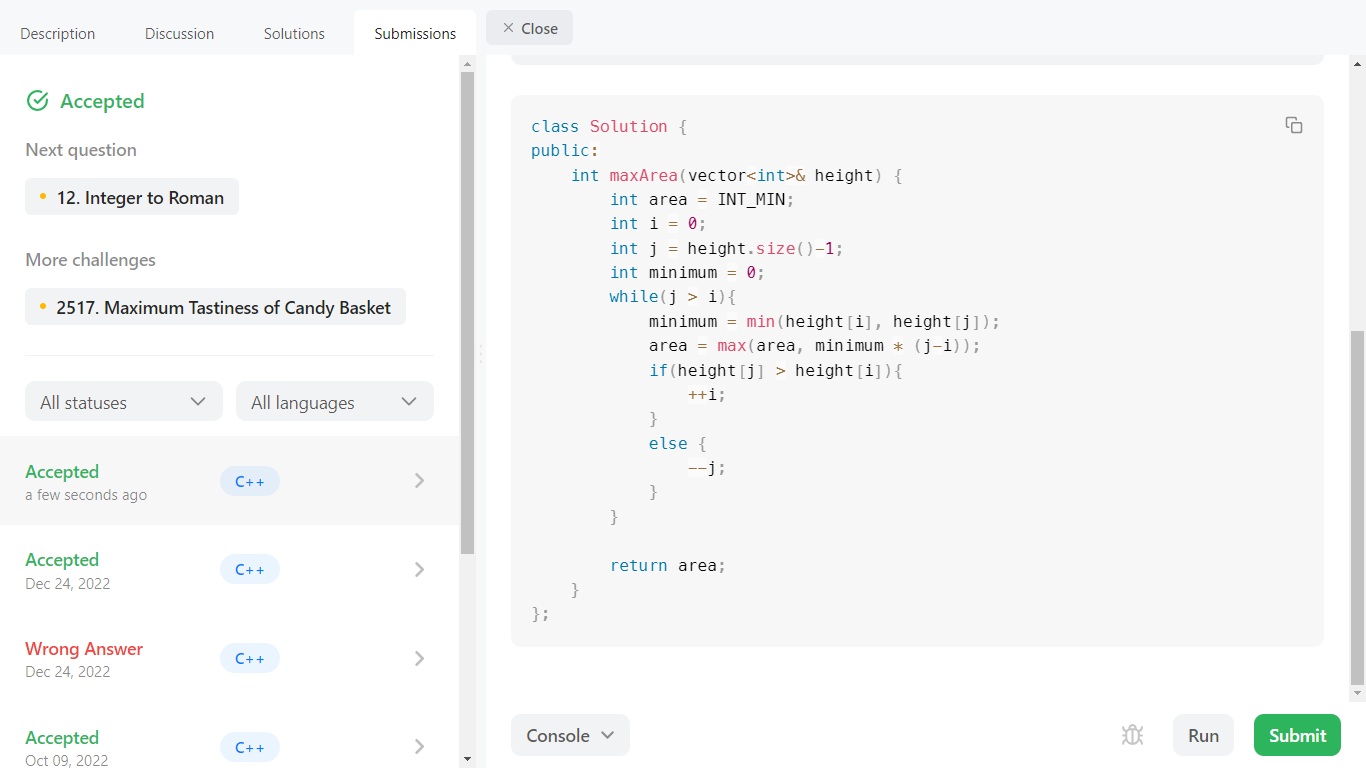 Description Discussion Solutions Submissions
Close
Accepted
Next question
12. Integer to Roman
More challenges
2517. Maximum Tastiness of Candy Basket
All statuses All languages
Accepted
a few seconds ago
C++
Accepted
Dec 24, 2022
C++
Wrong Answer
Dec 24, 2022
C++
Accepted
Oct 09, 2022
C++
class Solution {
public:
    int maxArea(vector<int>& height) {
        int area = INT_MIN;
        int i = 0;
        int j = height.size()-1;
        int minimum = 0;
        while(j > i){
            minimum = min(height[i], height[j]);
            area = max(area, minimum * (j-i));
            if(height[j] > height[i]){
                ++i;
            }
            else {
                --j;
            }
        }

        return area;
    }
};
Console
Run
Submit